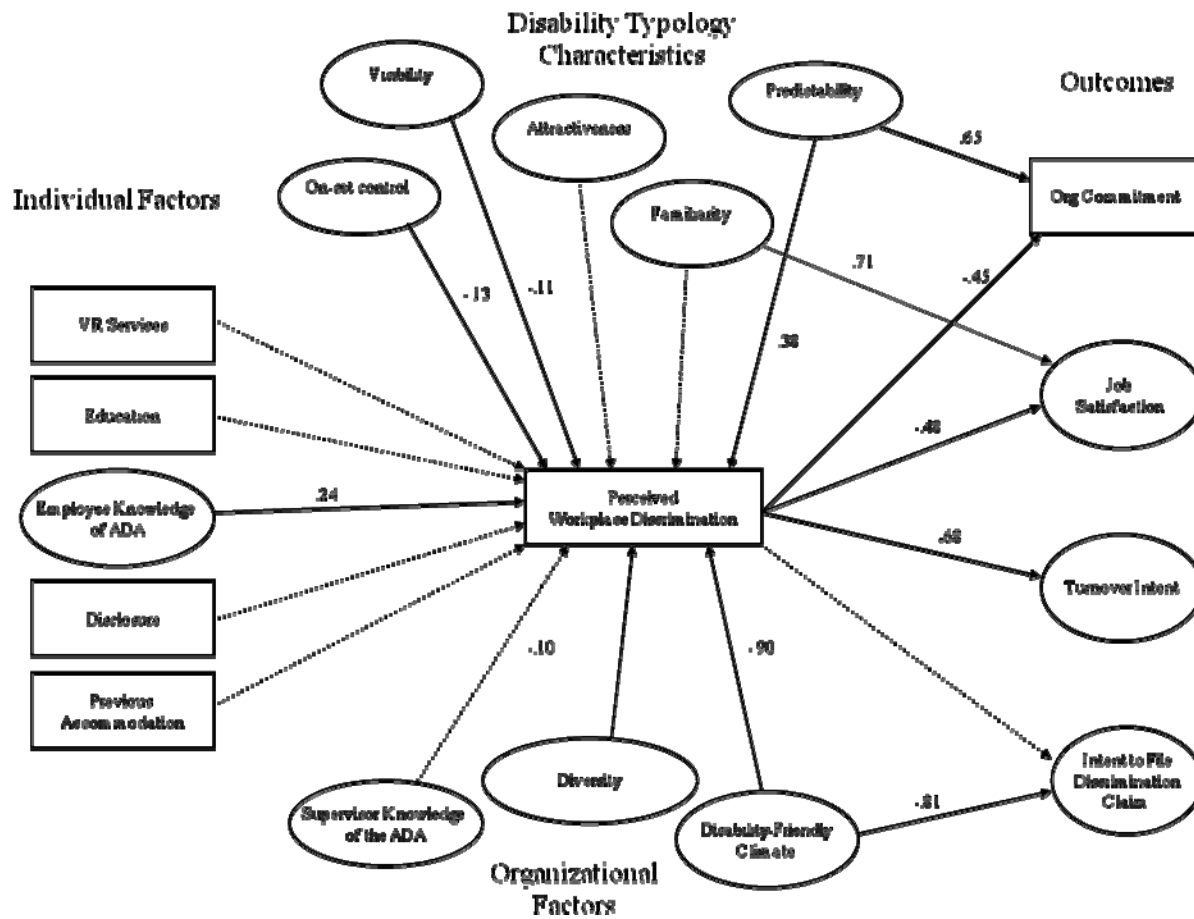 Disability Typology
Characteristics
Visibility
Attractiveness
Predictability
Outcomes
.65
On-set control
Familiarity
Org Commitment
Individual Factors
-.13
-.11
.71
-.45
VR Services
.38
Job
Satisfaction
Education
-.48
Employee Knowledge
of ADA
.24
Perceived
Workplace Discrimination
.68
Turnover Intent
Disclosure
-.10
-.90
Previous
Accommodation
Diversity
Intent to File
Discrimination
Claim
Supervisor Knowledge
of the ADA
Disability-Friendly
Climate
-.81
Organizational
Factors